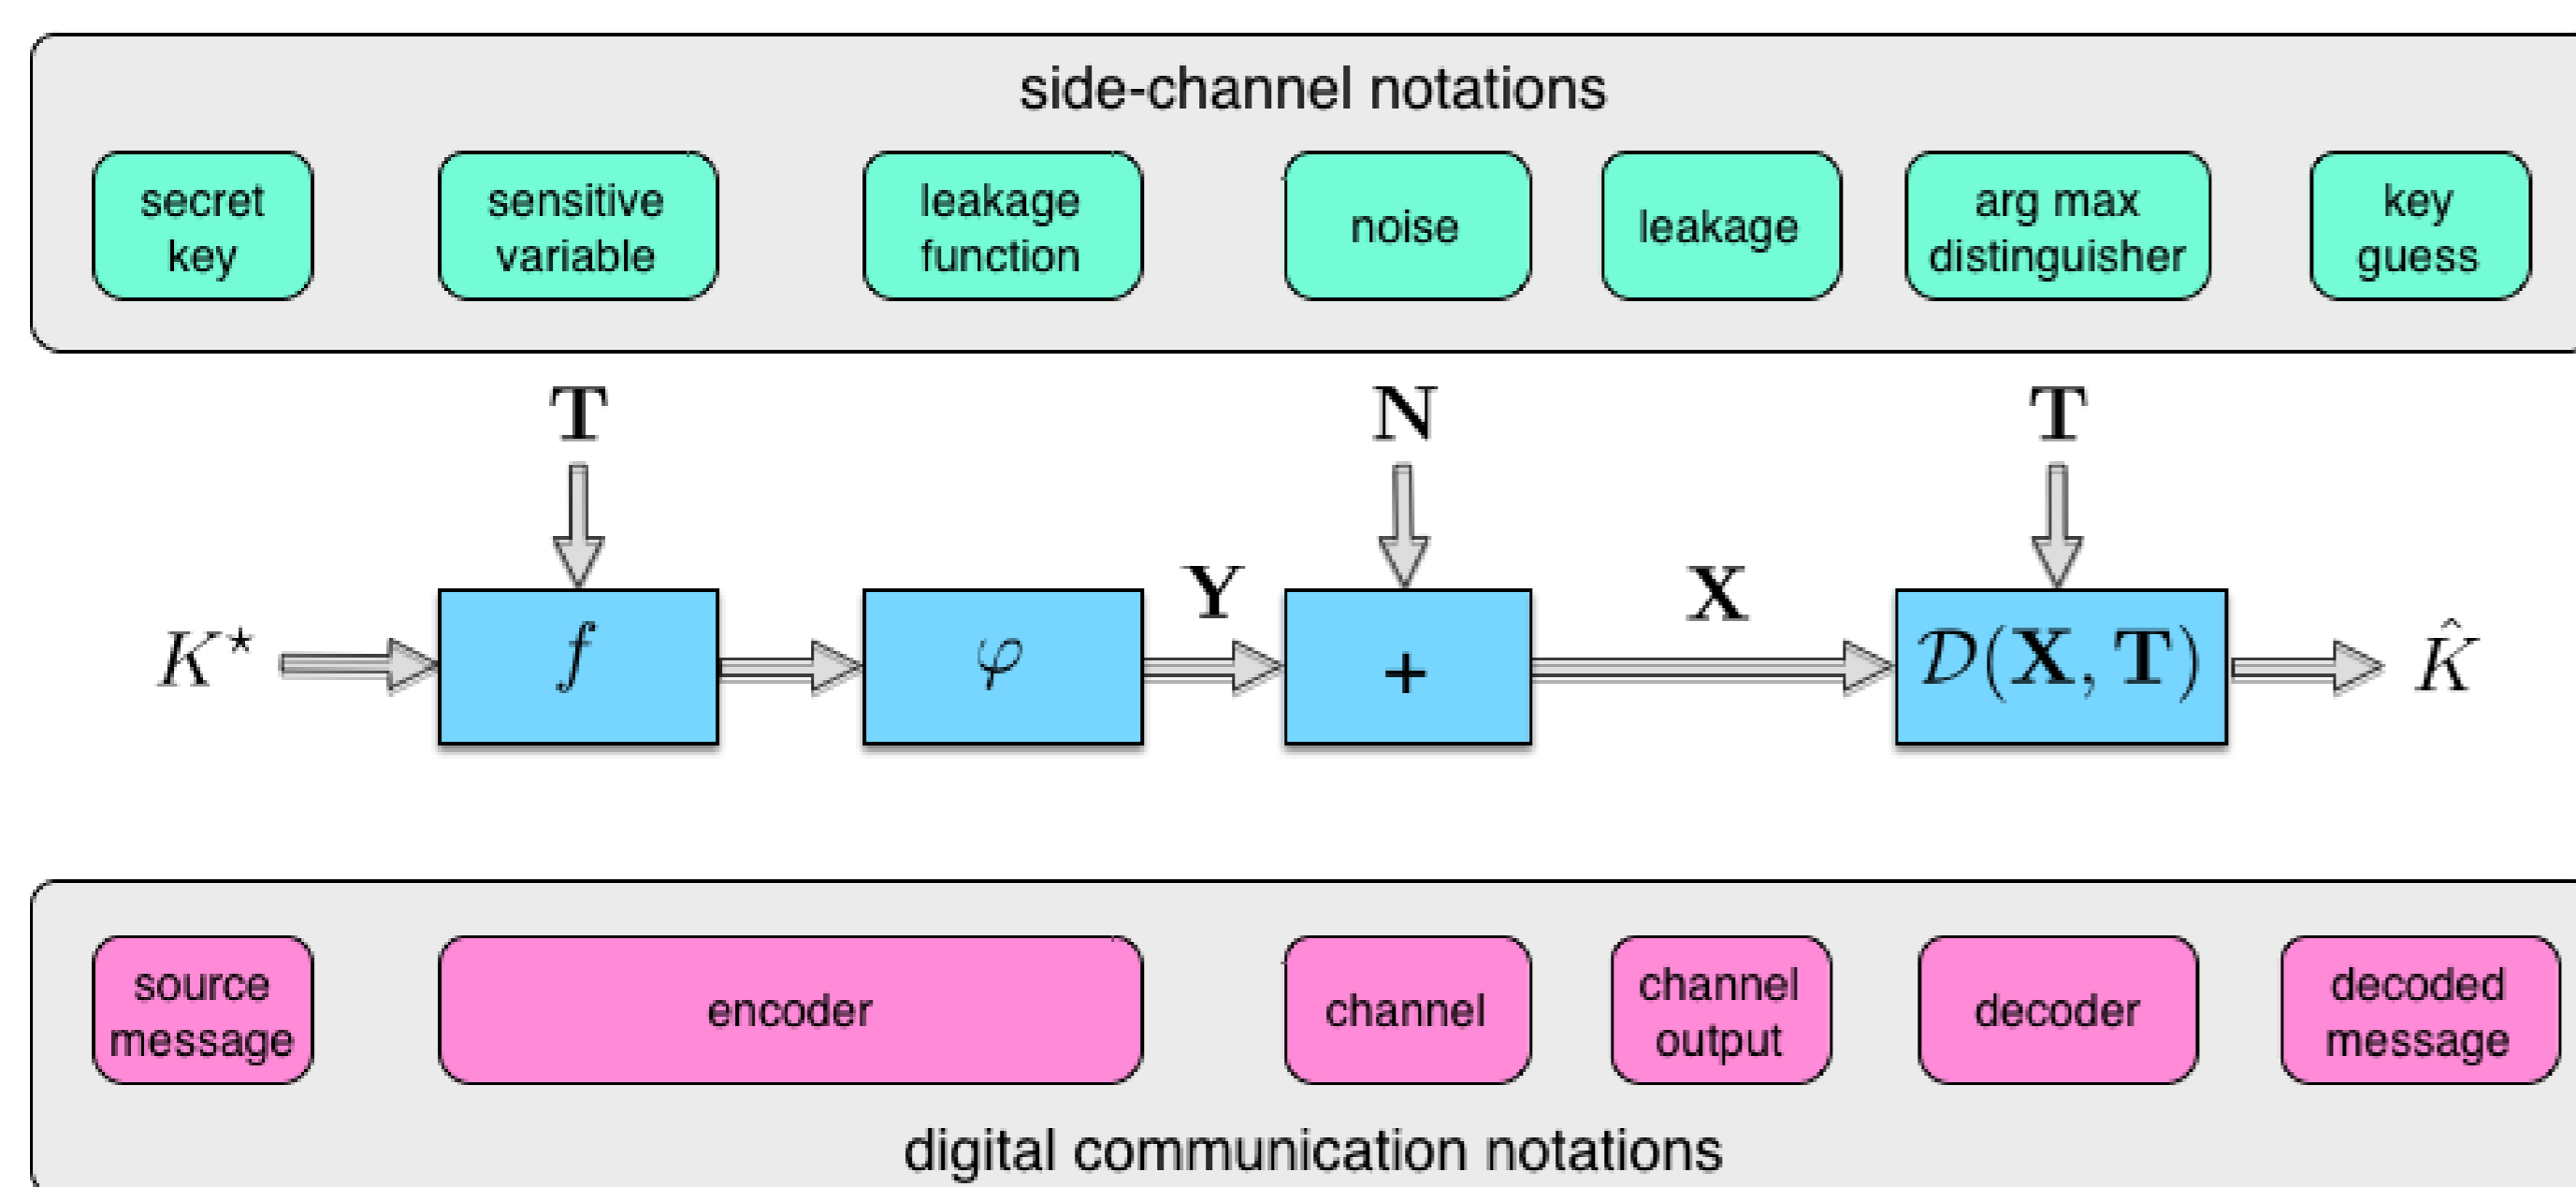 side-channel notations
secret
key
sensitive
variable
leakage
function
noise
leakage
arg max
distinguisher
key
guess
T
N
T
K⋆
f
φ
Y
+
X
𝒟(X, T)
K̂
source
message
encoder
channel
channel
output
decoder
decoded
message
digital communication notations